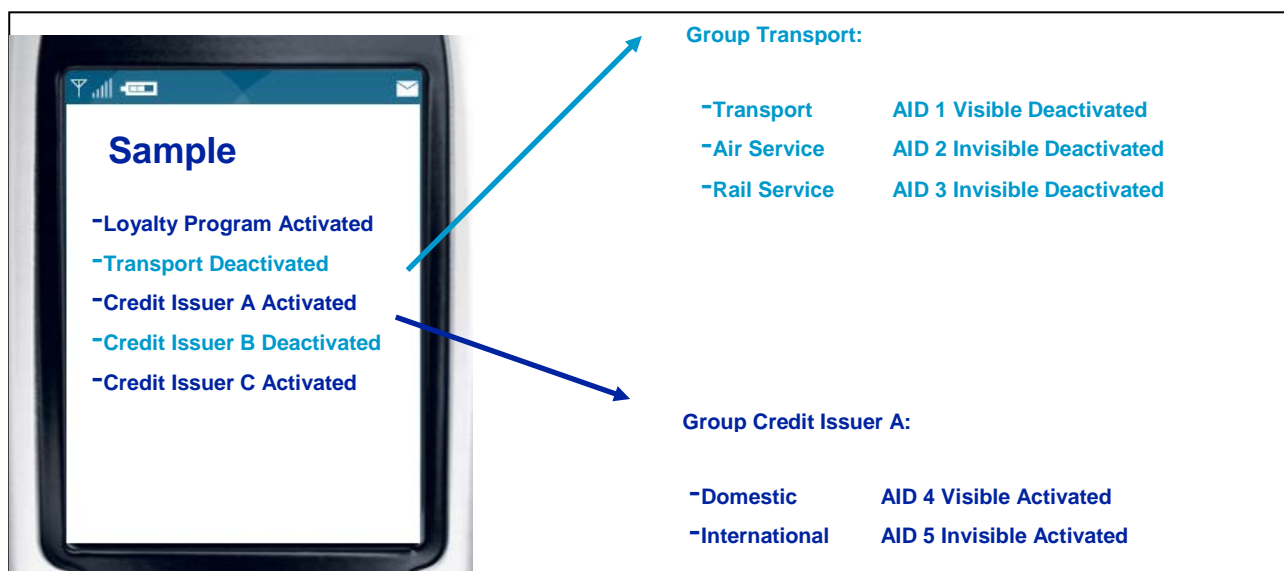 Sample
-Loyalty Program Activated
-Transport Deactivated
-Credit Issuer A Activated
-Credit Issuer B Deactivated
-Credit Issuer C Activated
Group Transport:
-Transport AID 1 Visible Deactivated
-Air Service AID 2 Invisible Deactivated
-Rail Service AID 3 Invisible Deactivated
Group Credit Issuer A:
-Domestic AID 4 Visible Activated
-International AID 5 Invisible Activated